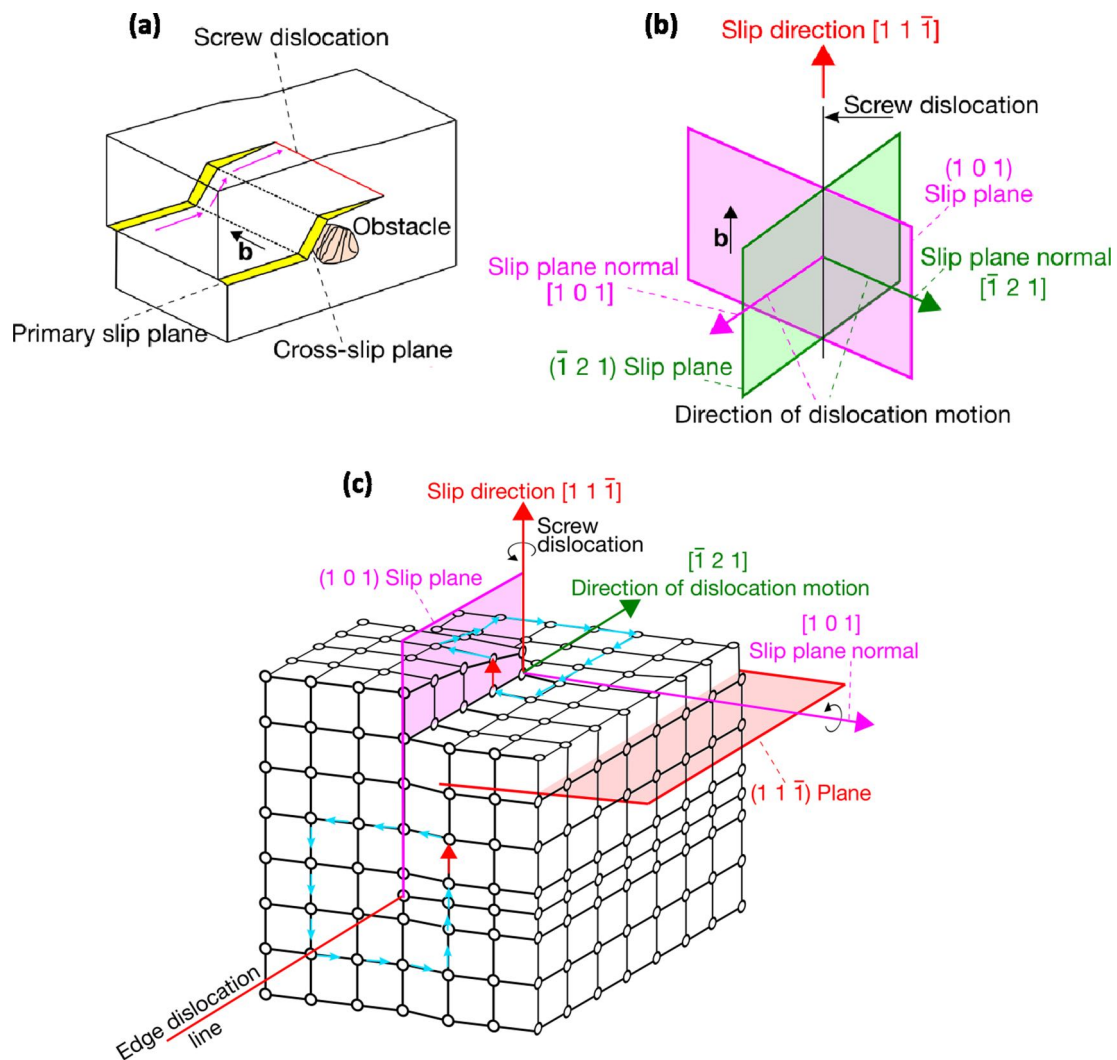 (a)
Screw dislocation
Obstacle
b
Primary slip plane
Cross-slip plane
(b)
Slip direction [1 1 1̅]
Screw dislocation
(1 0 1)
Slip plane
b
Slip plane normal
[1 0 1]
Slip plane normal
[1̅ 2 1]
(1̅ 2 1) Slip plane
Direction of dislocation motion
(c)
Slip direction [1 1 1̅]
Screw
dislocation
(1 0 1) Slip plane
[1̅ 2 1]
Direction of dislocation motion
[1 0 1]
Slip plane normal
(1 1 1̅) Plane
Edge dislocation
line